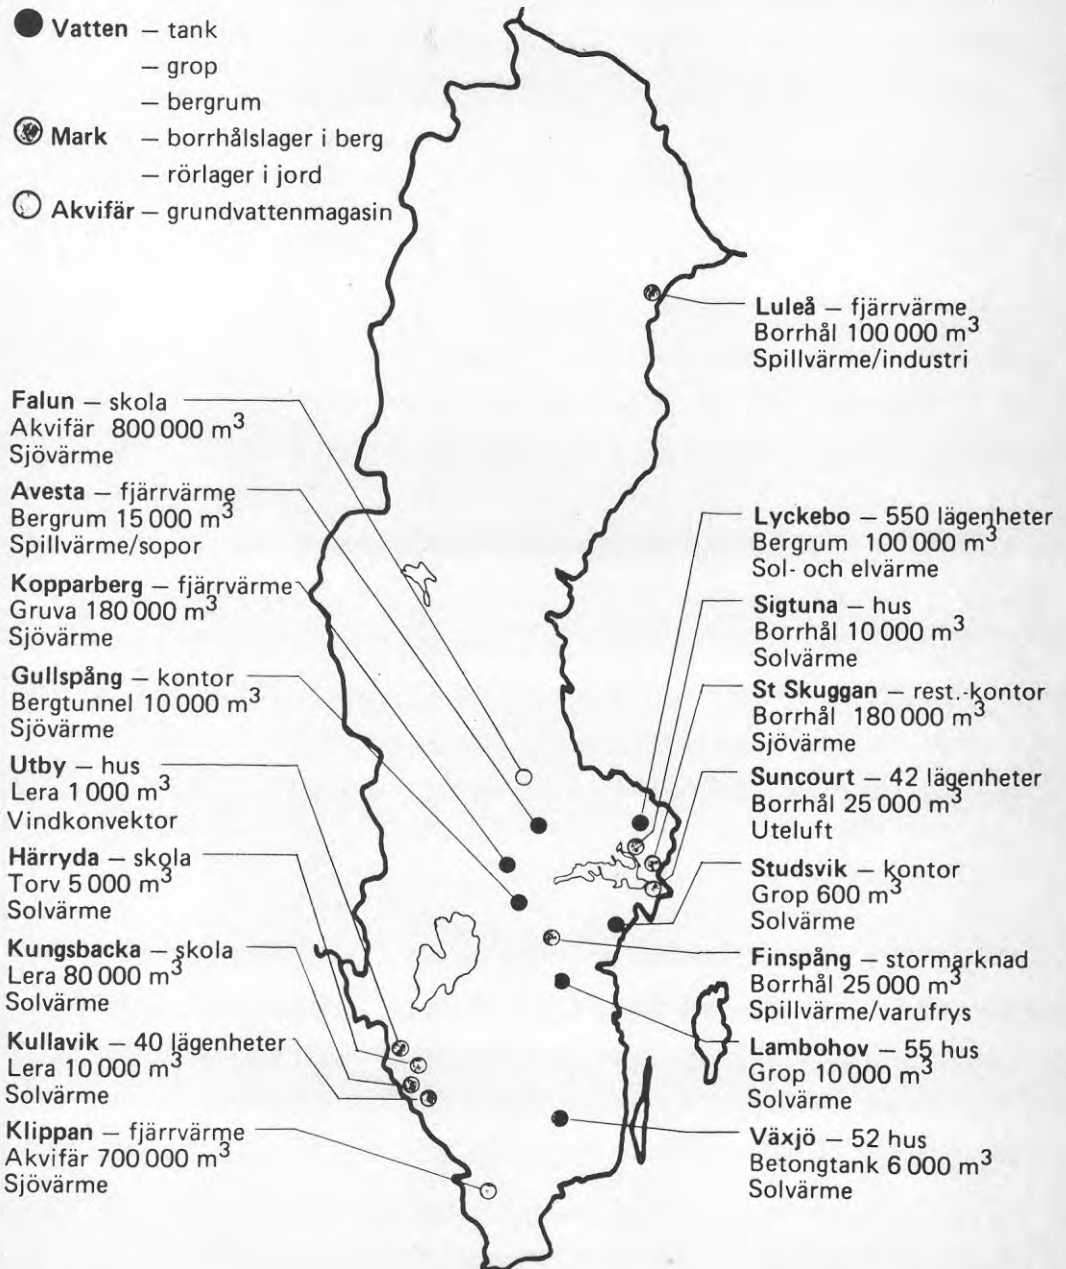 Vatten – tank
– grop
– bergrum
Mark – borrhålslager i berg
– rörlager i jord
Akvifär – grundvattenmagasin
Luleå – fjärrvärme
Borrhål 100 000 m³
Spillvärme/industri
Falun – skola
Akvifär 800 000 m³
Sjövärme
Avesta – fjärrvärme
Bergrum 15 000 m³
Spillvärme/sopor
Kopparberg – fjärrvärme
Gruva 180 000 m³
Sjövärme
Gullspång – kontor
Bergtunnel 10 000 m³
Sjövärme
Utby – hus
Lera 1 000 m³
Vindkonvektor
Härryda – skola
Torv 5 000 m³
Solvärme
Kungsbacka – skola
Lera 80 000 m³
Solvärme
Kullavik – 40 lägenheter
Lera 10 000 m³
Solvärme
Klippan – fjärrvärme
Akvifär 700 000 m³
Sjövärme
Lyckebo – 550 lägenheter
Bergrum 100 000 m³
Sol- och elvärme
Sigtuna – hus
Borrhål 10 000 m³
Solvärme
St Skuggan – rest.-kontor
Borrhål 180 000 m³
Sjövärme
Suncourt – 42 lägenheter
Borrhål 25 000 m³
Uteluft
Studsvik – kontor
Grop 600 m³
Solvärme
Finspång – stormarknad
Borrhål 25 000 m³
Spillvärme/varufrys
Lambohov – 55 hus
Grop 10 000 m³
Solvärme
Växjö – 52 hus
Betongtank 6 000 m³
Solvärme